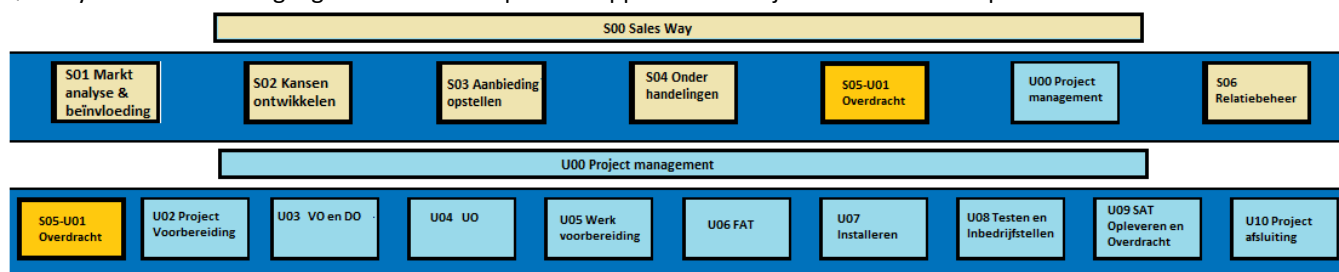 S00 Sales Way
S01 Markt
analyse &
beïnvloeding
S02 Kansen
ontwikkelen
S03 Aanbieding
opstellen
S04 Onder
handelingen
S05-U01
Overdracht
U00 Project
management
S06
Relatiebeheer
U00 Project management
S05-U01
Overdracht
U02 Project
Voorbereiding
U03 VO en DO
U04 UO
U05 Werk
voorbereiding
U06 FAT
U07
Installeren
U08 Testen en
Inbedrijfstellen
U09 SAT
Opleveren en
Overdracht
U10 Project
afsluiting